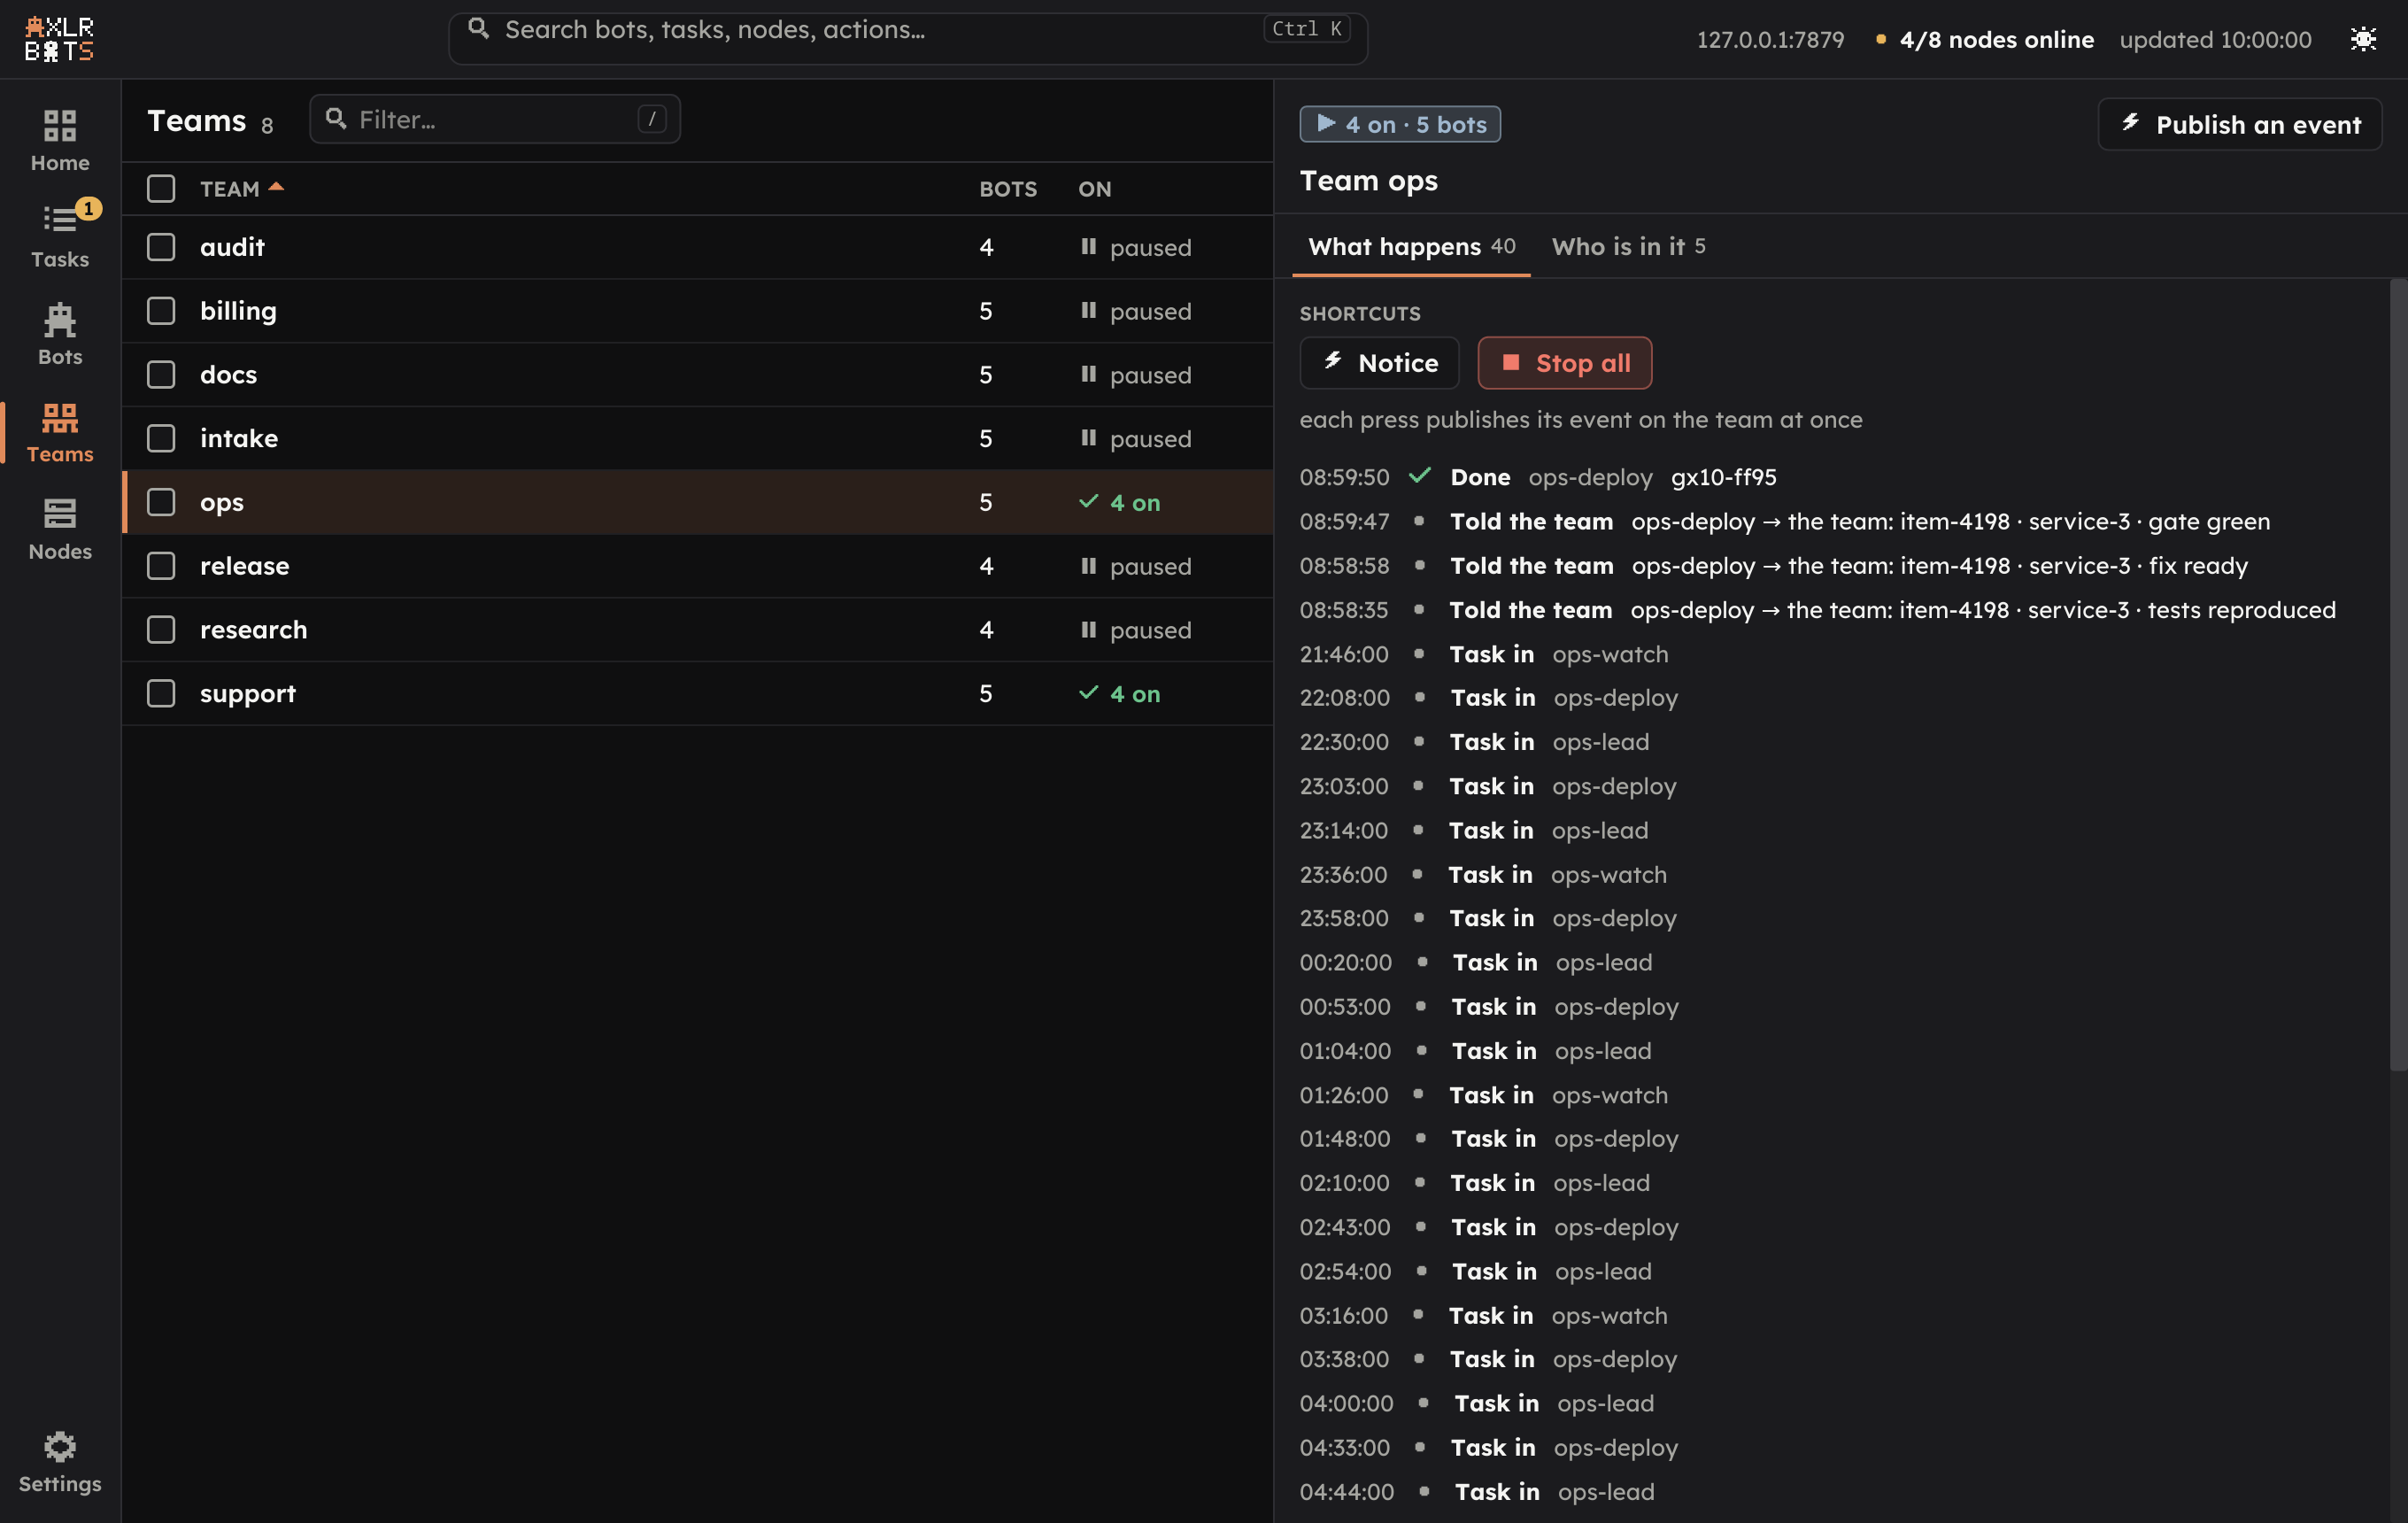 AXLR
BOTS
Search bots, tasks, nodes, actions... Ctrl K
127.0.0.1:7879 4/8 nodes online updated 10:00:00
Home
1
Tasks
Bots
Teams
Nodes
Settings
Teams 8 Filter... /
TEAM BOTS ON
audit 4 paused
billing 5 paused
docs 5 paused
intake 5 paused
ops 5 4 on
release 4 paused
research 4 paused
support 5 4 on
4 on · 5 bots Publish an event
Team ops
What happens 40 Who is in it 5
SHORTCUTS
Notice Stop all
each press publishes its event on the team at once
08:59:50 Done ops-deploy gx10-ff95
08:59:47 Told the team ops-deploy → the team: item-4198 · service-3 · gate green
08:58:58 Told the team ops-deploy → the team: item-4198 · service-3 · fix ready
08:58:35 Told the team ops-deploy → the team: item-4198 · service-3 · tests reproduced
21:46:00 Task in ops-watch
22:08:00 Task in ops-deploy
22:30:00 Task in ops-lead
23:03:00 Task in ops-deploy
23:14:00 Task in ops-lead
23:36:00 Task in ops-watch
23:58:00 Task in ops-deploy
00:20:00 Task in ops-lead
00:53:00 Task in ops-deploy
01:04:00 Task in ops-lead
01:26:00 Task in ops-watch
01:48:00 Task in ops-deploy
02:10:00 Task in ops-lead
02:43:00 Task in ops-deploy
02:54:00 Task in ops-lead
03:16:00 Task in ops-watch
03:38:00 Task in ops-deploy
04:00:00 Task in ops-lead
04:33:00 Task in ops-deploy
04:44:00 Task in ops-lead